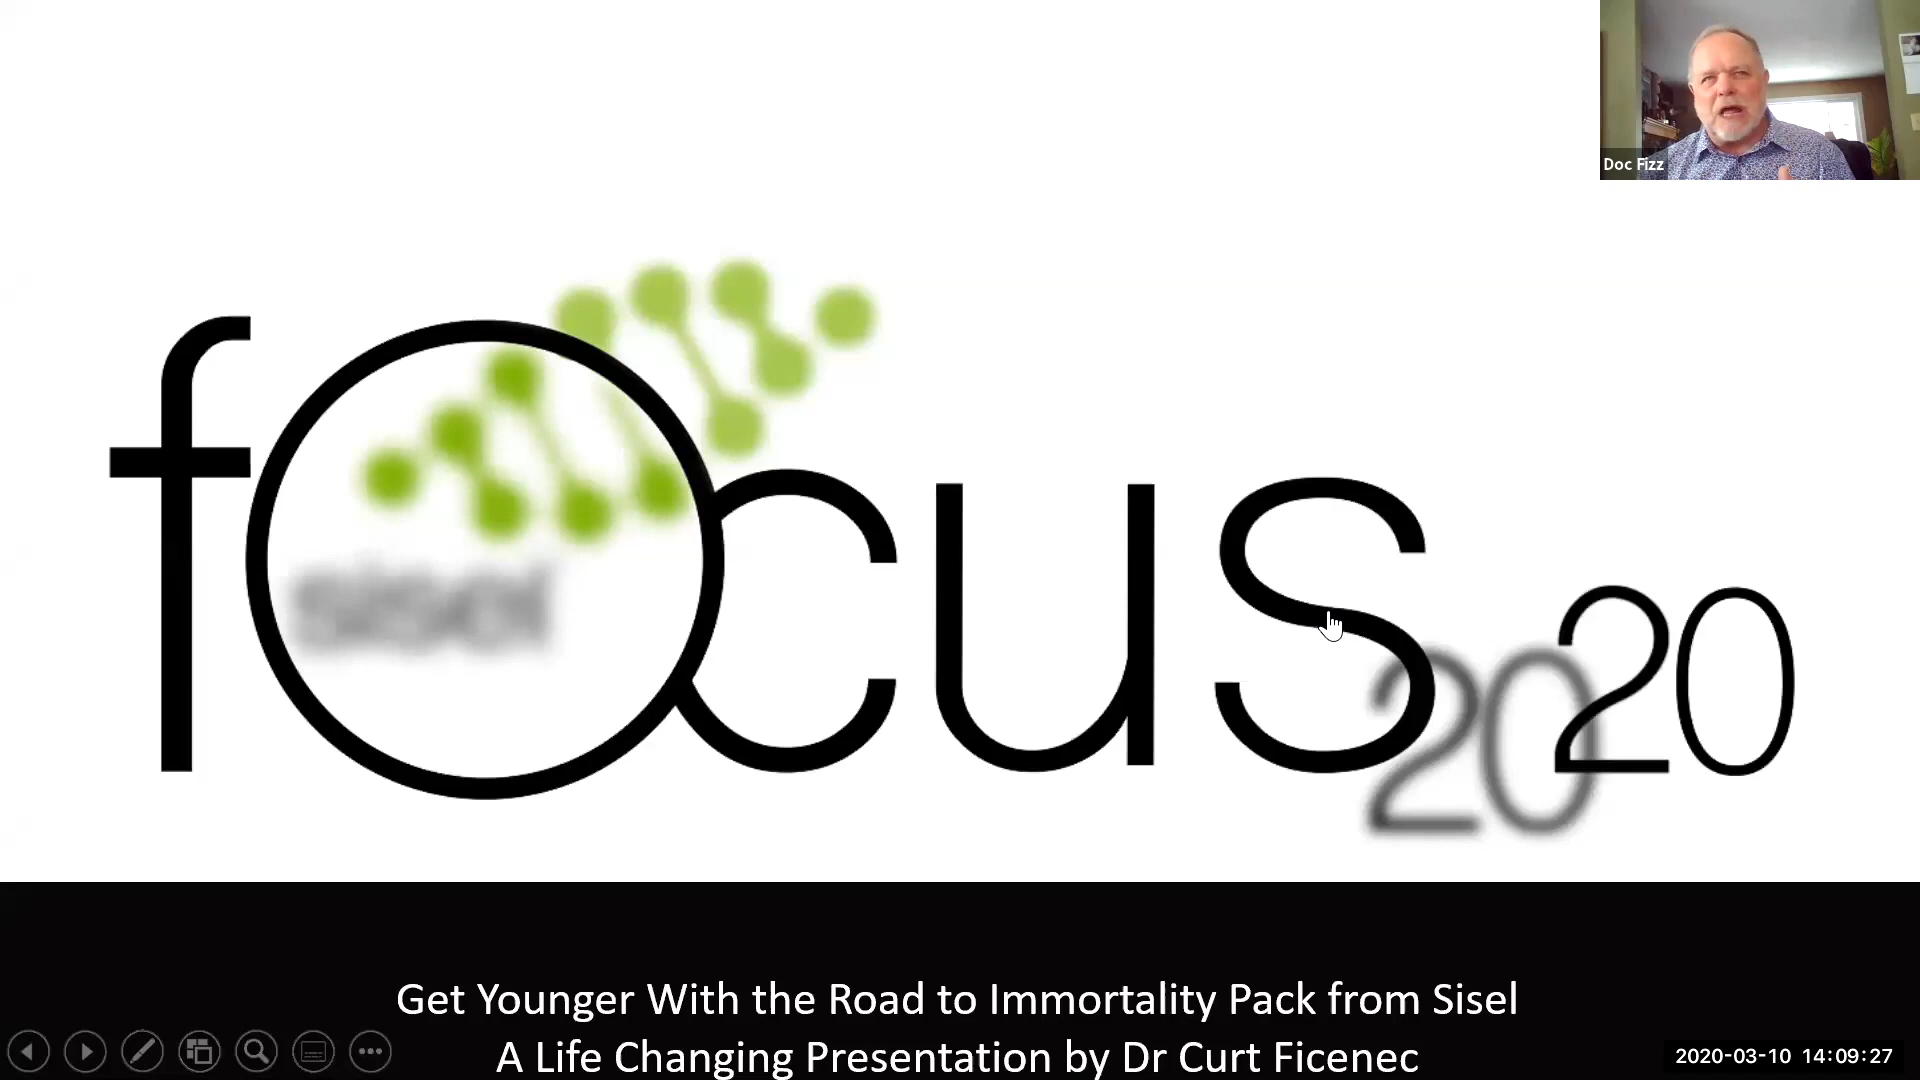 Doc Fizz
focus
sisel
2020
Get Younger With the Road to Immortality Pack from Sisel
A Life Changing Presentation by Dr Curt Ficenec
2020-03-10 14:09:27